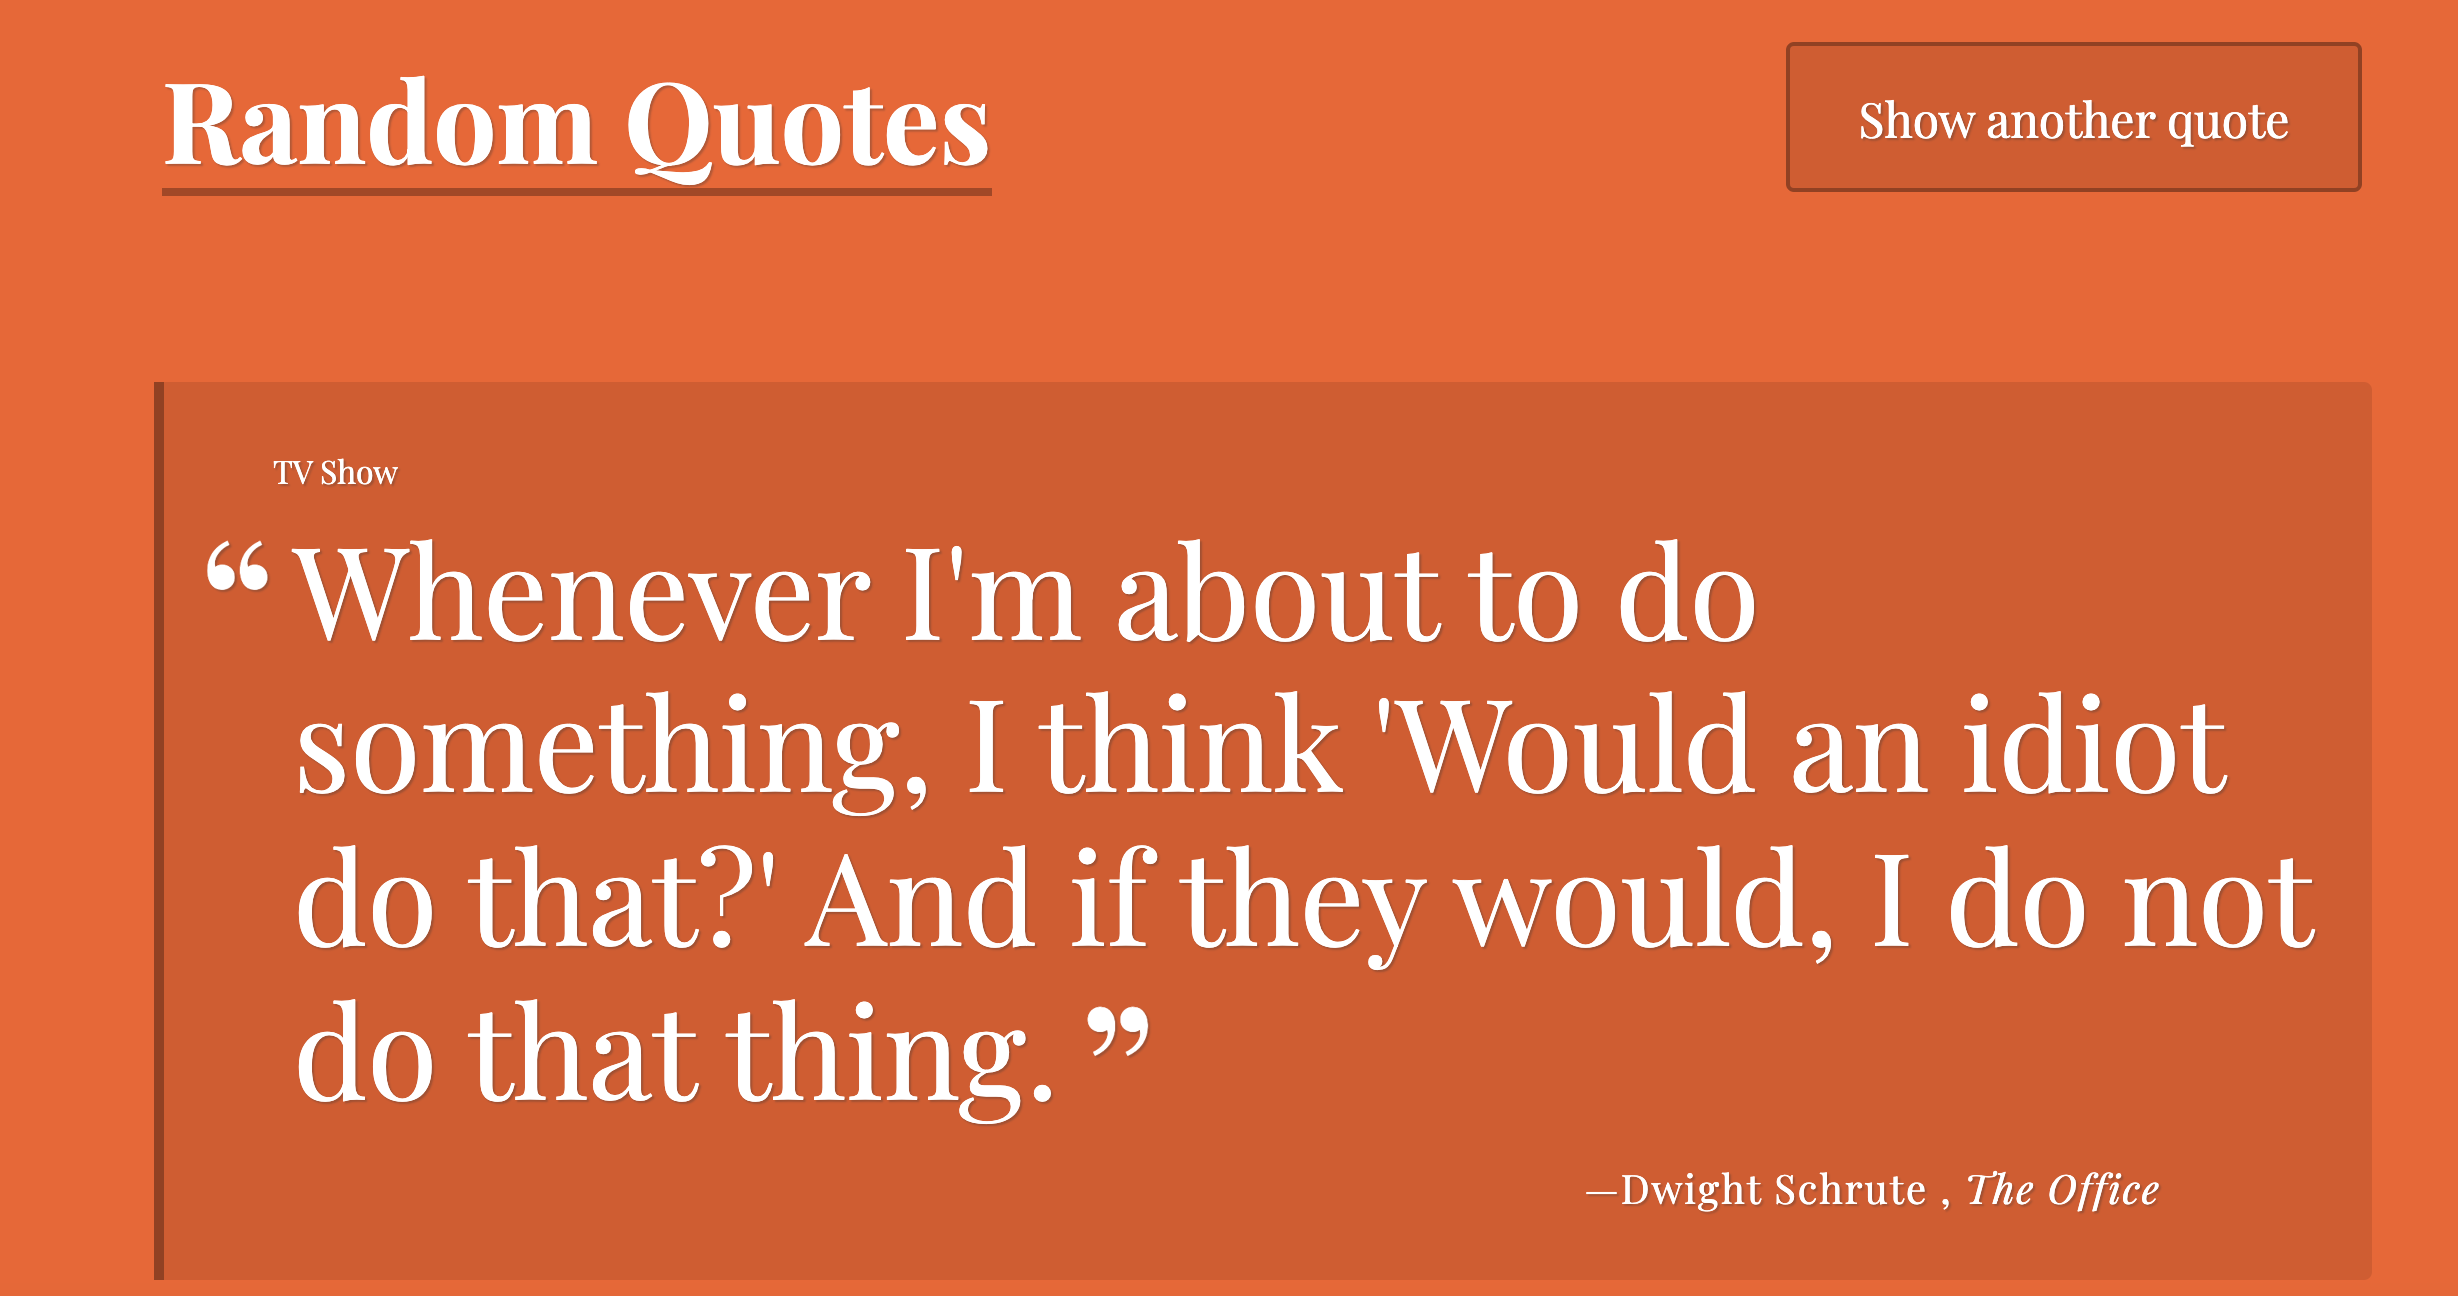 Random Quotes
Show another quote
TV Show
“Whenever I'm about to do
something, I think 'Would an idiot
do that?' And if they would, I do not
do that thing.”
—Dwight Schrute , The Office